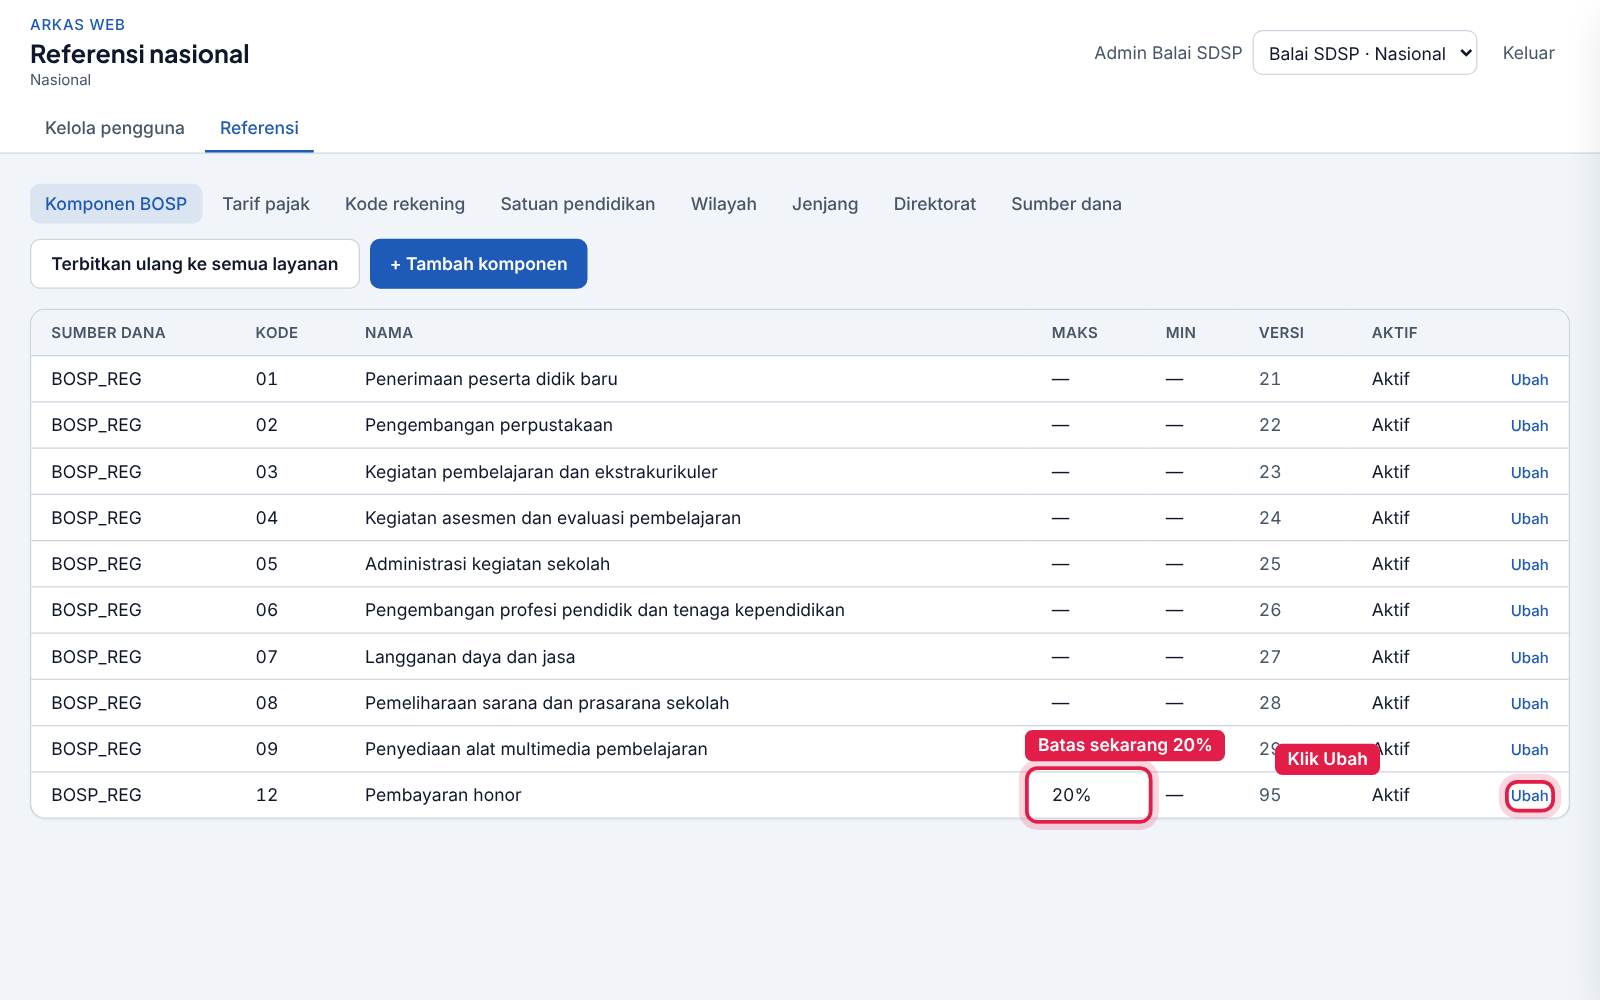 ARKAS WEB
Referensi nasional
Nasional
Admin Balai SDSP
Balai SDSP · Nasional
Keluar
Kelola pengguna
Referensi
Komponen BOSP
Tarif pajak
Kode rekening
Satuan pendidikan
Wilayah
Jenjang
Direktorat
Sumber dana
Terbitkan ulang ke semua layanan
+ Tambah komponen
SUMBER DANA KODE NAMA MAKS MIN VERSI AKTIF
BOSP_REG 01 Penerimaan peserta didik baru — — 21 Aktif Ubah
BOSP_REG 02 Pengembangan perpustakaan — — 22 Aktif Ubah
BOSP_REG 03 Kegiatan pembelajaran dan ekstrakurikuler — — 23 Aktif Ubah
BOSP_REG 04 Kegiatan asesmen dan evaluasi pembelajaran — — 24 Aktif Ubah
BOSP_REG 05 Administrasi kegiatan sekolah — — 25 Aktif Ubah
BOSP_REG 06 Pengembangan profesi pendidik dan tenaga kependidikan — — 26 Aktif Ubah
BOSP_REG 07 Langganan daya dan jasa — — 27 Aktif Ubah
BOSP_REG 08 Pemeliharaan sarana dan prasarana sekolah — — 28 Aktif Ubah
BOSP_REG 09 Penyediaan alat multimedia pembelajaran 29 Aktif Ubah
Batas sekarang 20%
Klik Ubah
BOSP_REG 12 Pembayaran honor 20% — 95 Aktif Ubah